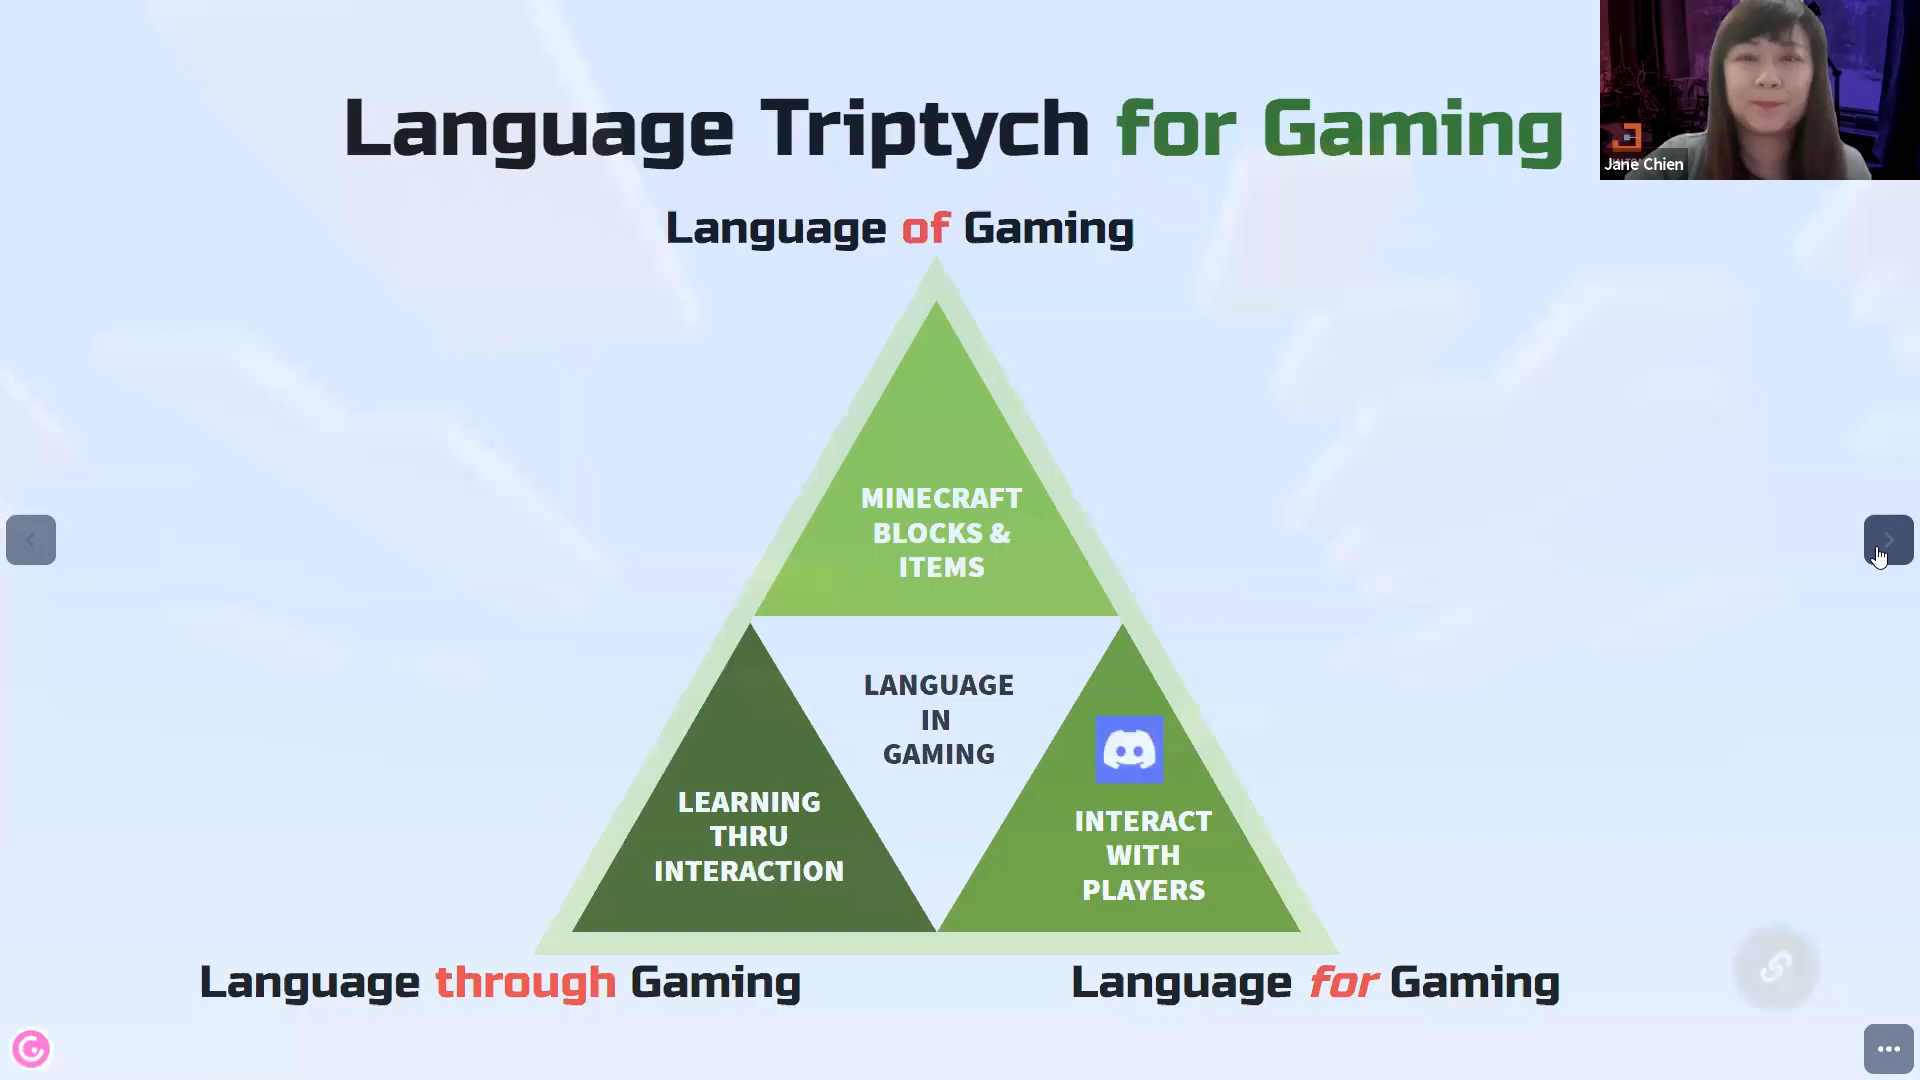 Language Triptych for Gaming
Jane Chien
Language of Gaming
MINECRAFT
BLOCKS &
ITEMS
LANGUAGE
IN
GAMING
LEARNING
THRU
INTERACTION
INTERACT
WITH
PLAYERS
Language through Gaming
Language for Gaming